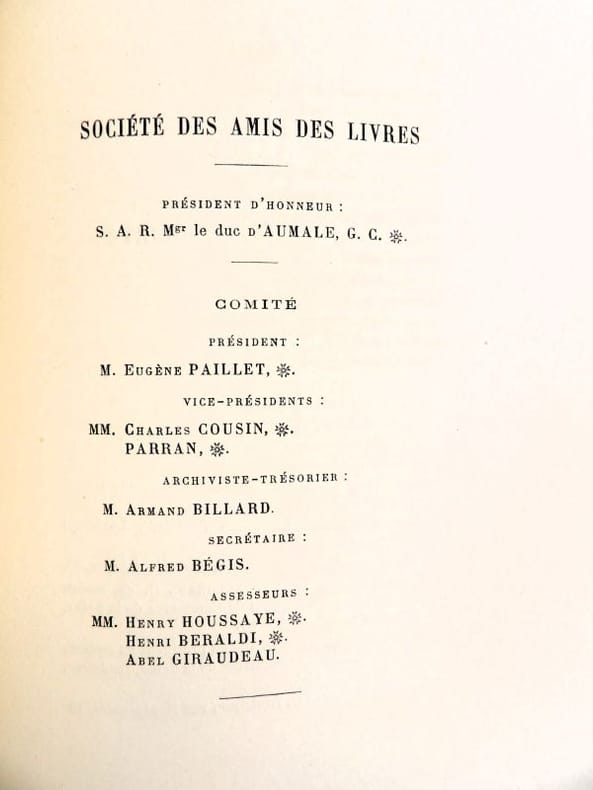 SOCIÉTÉ DES AMIS DES LIVRES
PRÉSIDENT D'HONNEUR :
S. A. R. Mgr le duc D'AUMALE, G. C. ❉.
COMITÉ
PRÉSIDENT :
M. EUGÈNE PAILLET, ❉.
VICE-PRÉSIDENTS :
MM. CHARLES COUSIN, ❉.
PARRAN, ❉.
ARCHIVISTE-TRÉSORIER :
M. ARMAND BILLARD.
SECRÉTAIRE :
M. ALFRED BÉGIS.
ASSESSEURS :
MM. HENRY HOUSSAYE, ❉.
HENRI BERALDI, ❉.
ABEL GIRAUDEAU.